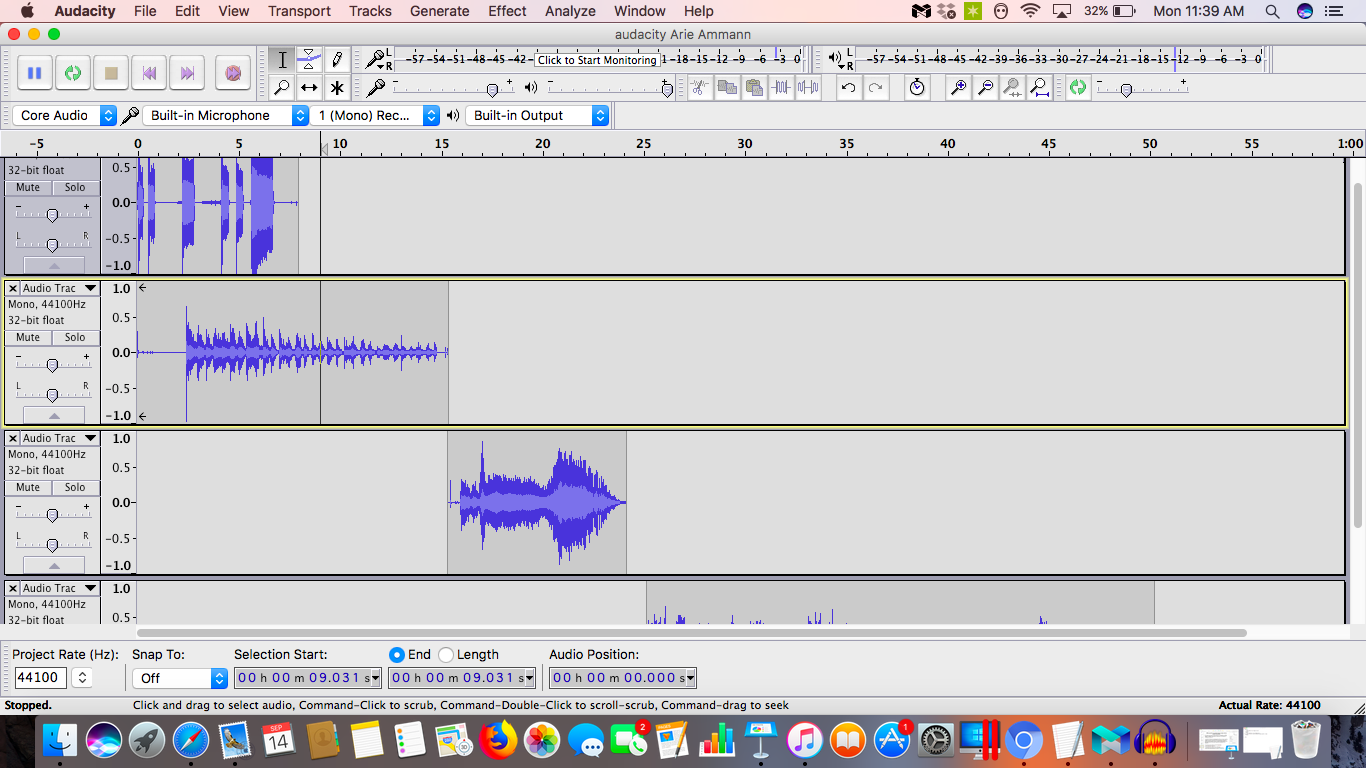 Audacity File Edit View Transport Tracks Generate Effect Analyze Window Help 32% Mon 11:39 AM
audacity Arie Ammann
L R -57 -54 -51 -48 -45 -42 - Click to Start Monitoring 1 -18 -15 -12 -9 -6 -3 0 L R -57 -54 -51 -48 -45 -42 -39 -36 -33 -30 -27 -24 -21 -18 -15 -12 -9 -6 -3 0
- + - + - +
Core Audio Built-in Microphone 1 (Mono) Rec... Built-in Output
-5 0 5 10 15 20 25 30 35 40 45 50 55 1:00
32-bit float 0.5
Mute Solo
- + 0.0
L R -0.5
-1.0
Audio Trac 1.0
Mono, 44100Hz
32-bit float 0.5
Mute Solo
- + 0.0
L R -0.5
-1.0
Audio Trac 1.0
Mono, 44100Hz
32-bit float 0.5
Mute Solo
- + 0.0
L R -0.5
-1.0
Audio Trac 1.0
Mono, 44100Hz
32-bit float 0.5
Project Rate (Hz): Snap To: Selection Start: End Length Audio Position:
44100 Off 00 h 00 m 09.031 s 00 h 00 m 09.031 s 00 h 00 m 00.000 s
Stopped. Click and drag to select audio, Command-Click to scrub, Command-Double-Click to scroll-scrub, Command-drag to seek Actual Rate: 44100
SEP
14 2 1